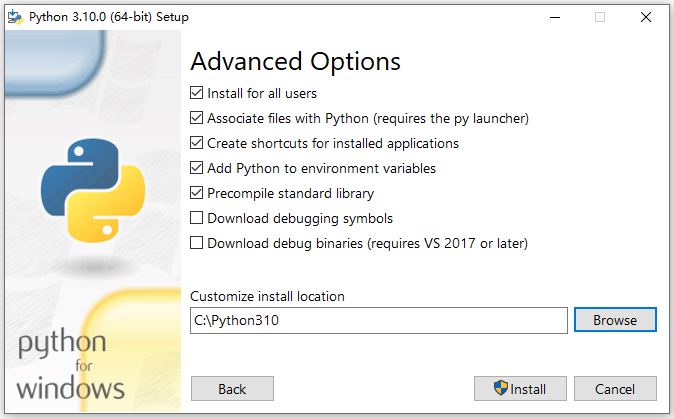 Python 3.10.0 (64-bit) Setup
Advanced Options
Install for all users
Associate files with Python (requires the py launcher)
Create shortcuts for installed applications
Add Python to environment variables
Precompile standard library
Download debugging symbols
Download debug binaries (requires VS 2017 or later)
Customize install location
C:\Python310
Browse
python
for
windows
Back
Install
Cancel